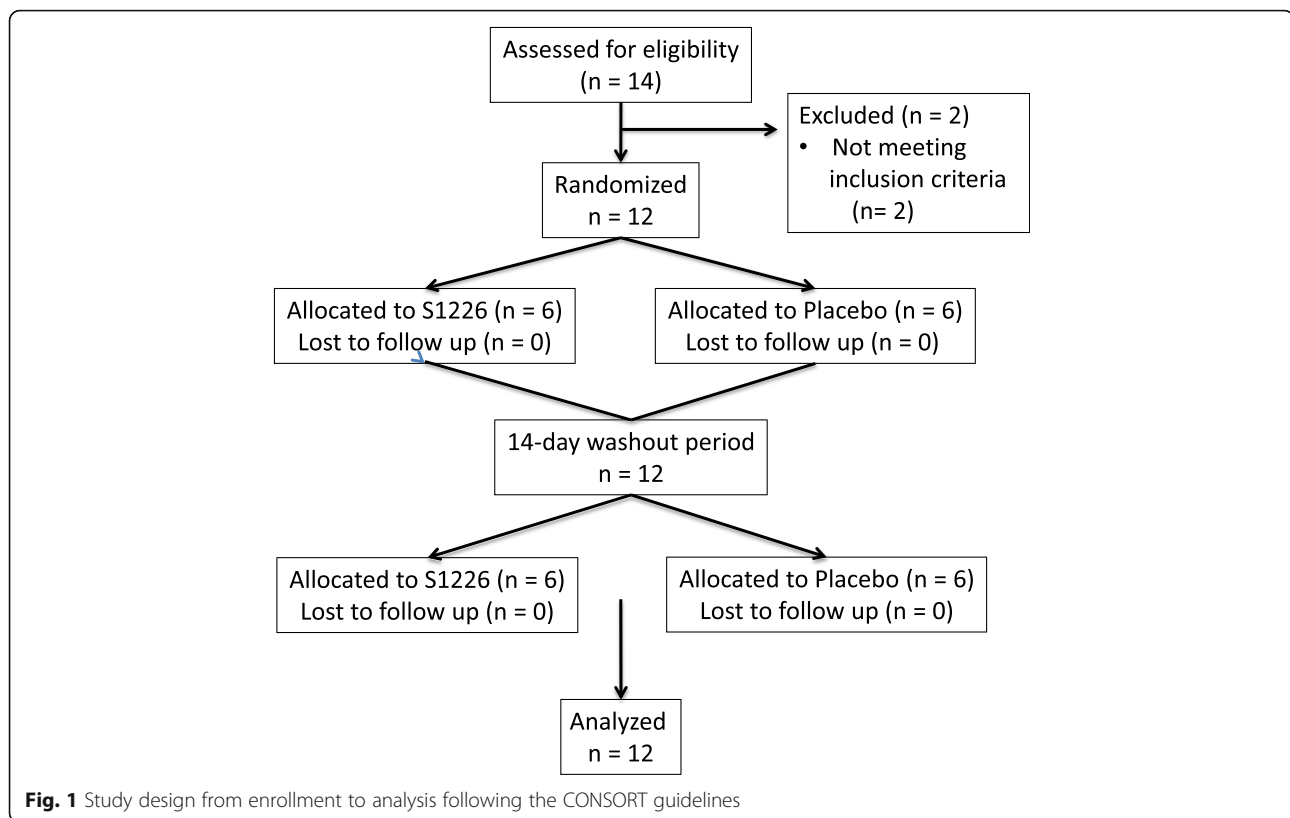 Assessed for eligibility
(n = 14)
Excluded (n = 2)
• Not meeting
inclusion criteria
(n= 2)
Randomized
n = 12
Allocated to S1226 (n = 6)
Lost to follow up (n = 0)
Allocated to Placebo (n = 6)
Lost to follow up (n = 0)
14-day washout period
n = 12
Allocated to S1226 (n = 6)
Lost to follow up (n = 0)
Allocated to Placebo (n = 6)
Lost to follow up (n = 0)
Analyzed
n = 12
Fig. 1 Study design from enrollment to analysis following the CONSORT guidelines